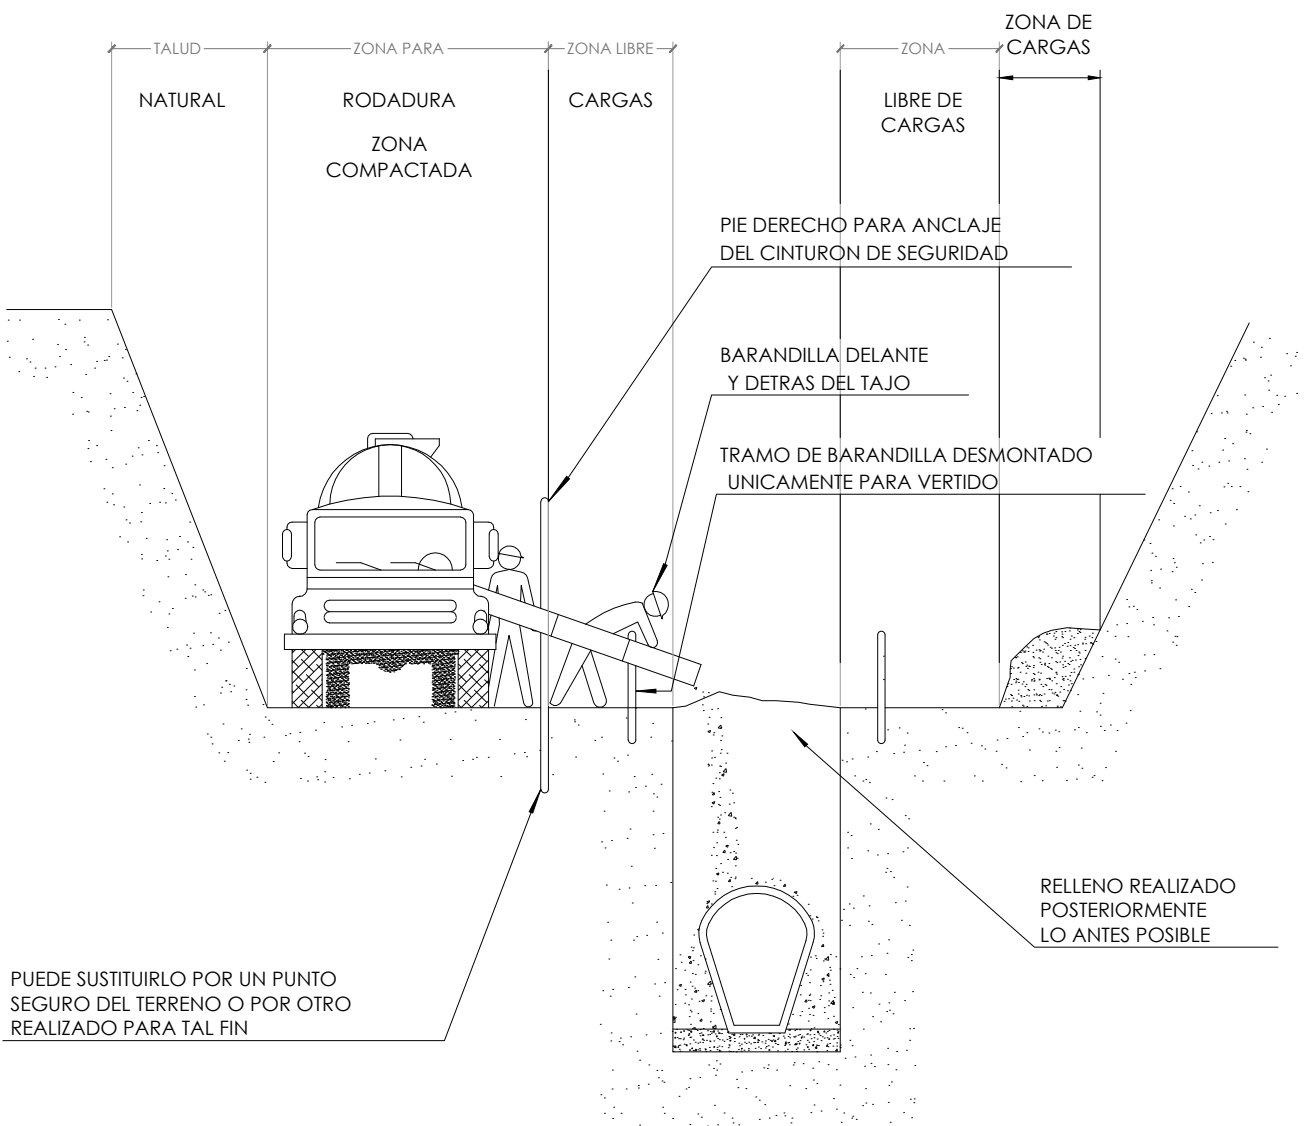 ZONA DE
CARGAS
TALUD
ZONA PARA
ZONA LIBRE
ZONA
NATURAL
RODADURA
CARGAS
LIBRE DE
CARGAS
ZONA
COMPACTADA
PIE DERECHO PARA ANCLAJE
DEL CINTURON DE SEGURIDAD
BARANDILLA DELANTE
Y DETRAS DEL TAJO
TRAMO DE BARANDILLA DESMONTADO
UNICAMENTE PARA VERTIDO
RELLENO REALIZADO
POSTERIORMENTE
LO ANTES POSIBLE
PUEDE SUSTITUIRLO POR UN PUNTO
SEGURO DEL TERRENO O POR OTRO
REALIZADO PARA TAL FIN